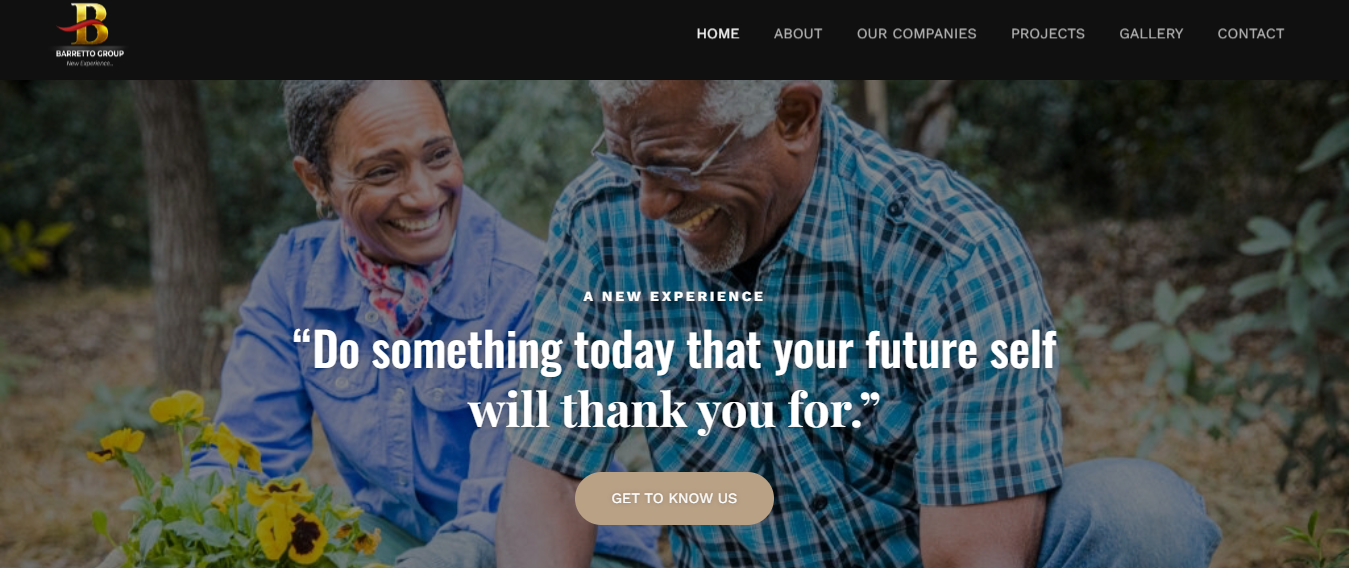 B
BARRETTO GROUP
New Experience..
HOME ABOUT OUR COMPANIES PROJECTS GALLERY CONTACT
A NEW EXPERIENCE
“Do something today that your future self
will thank you for.”
GET TO KNOW US